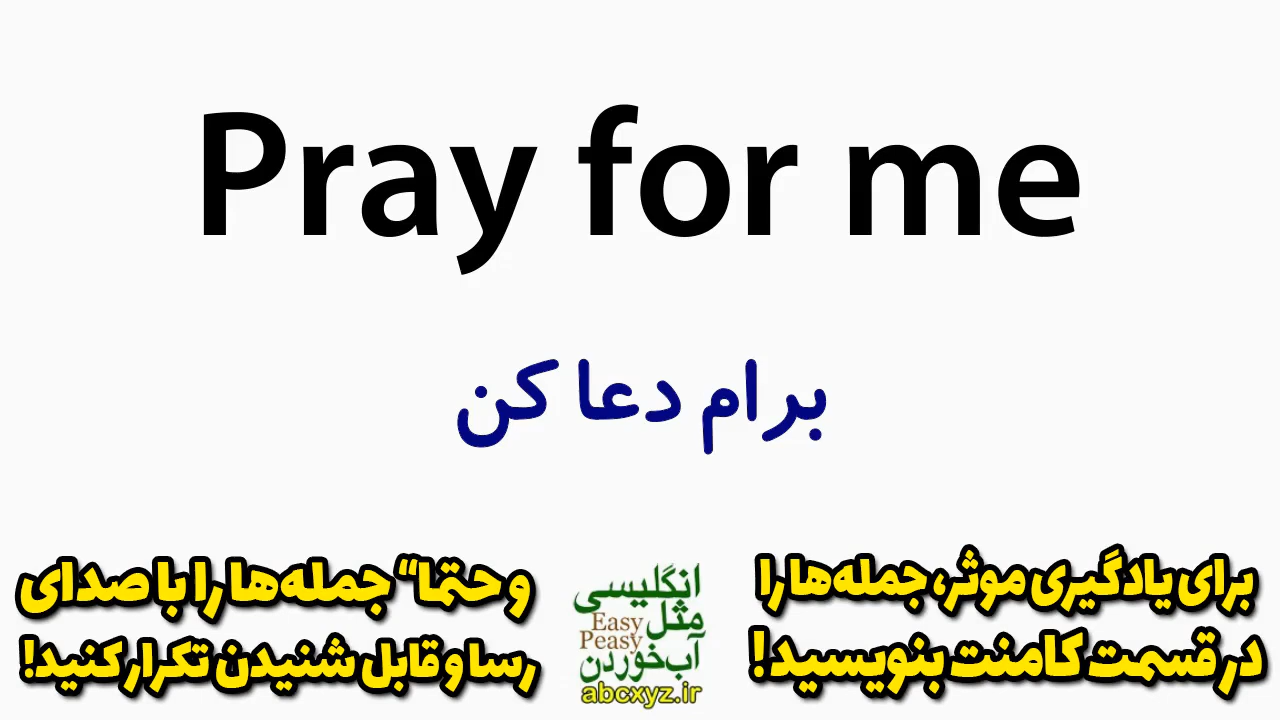 Pray for me
برام دعا کن
برای یادگیری موثر، جمله‌ها را
در قسمت کامنت بنویسید!
انگلیسی
مثل
Easy
Peasy
آب خوردن
abcxyz.ir
و حتما“ جمله‌ها را با صدای
رسا و قابل شنیدن تکرار کنید!